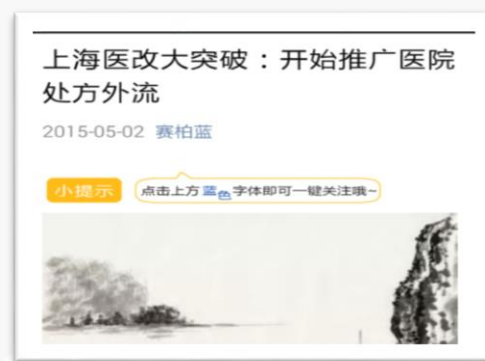 上海医改大突破：开始推广医院
处方外流
2015-05-02 赛柏蓝
小提示 点击上方蓝色字体即可一键关注哦~